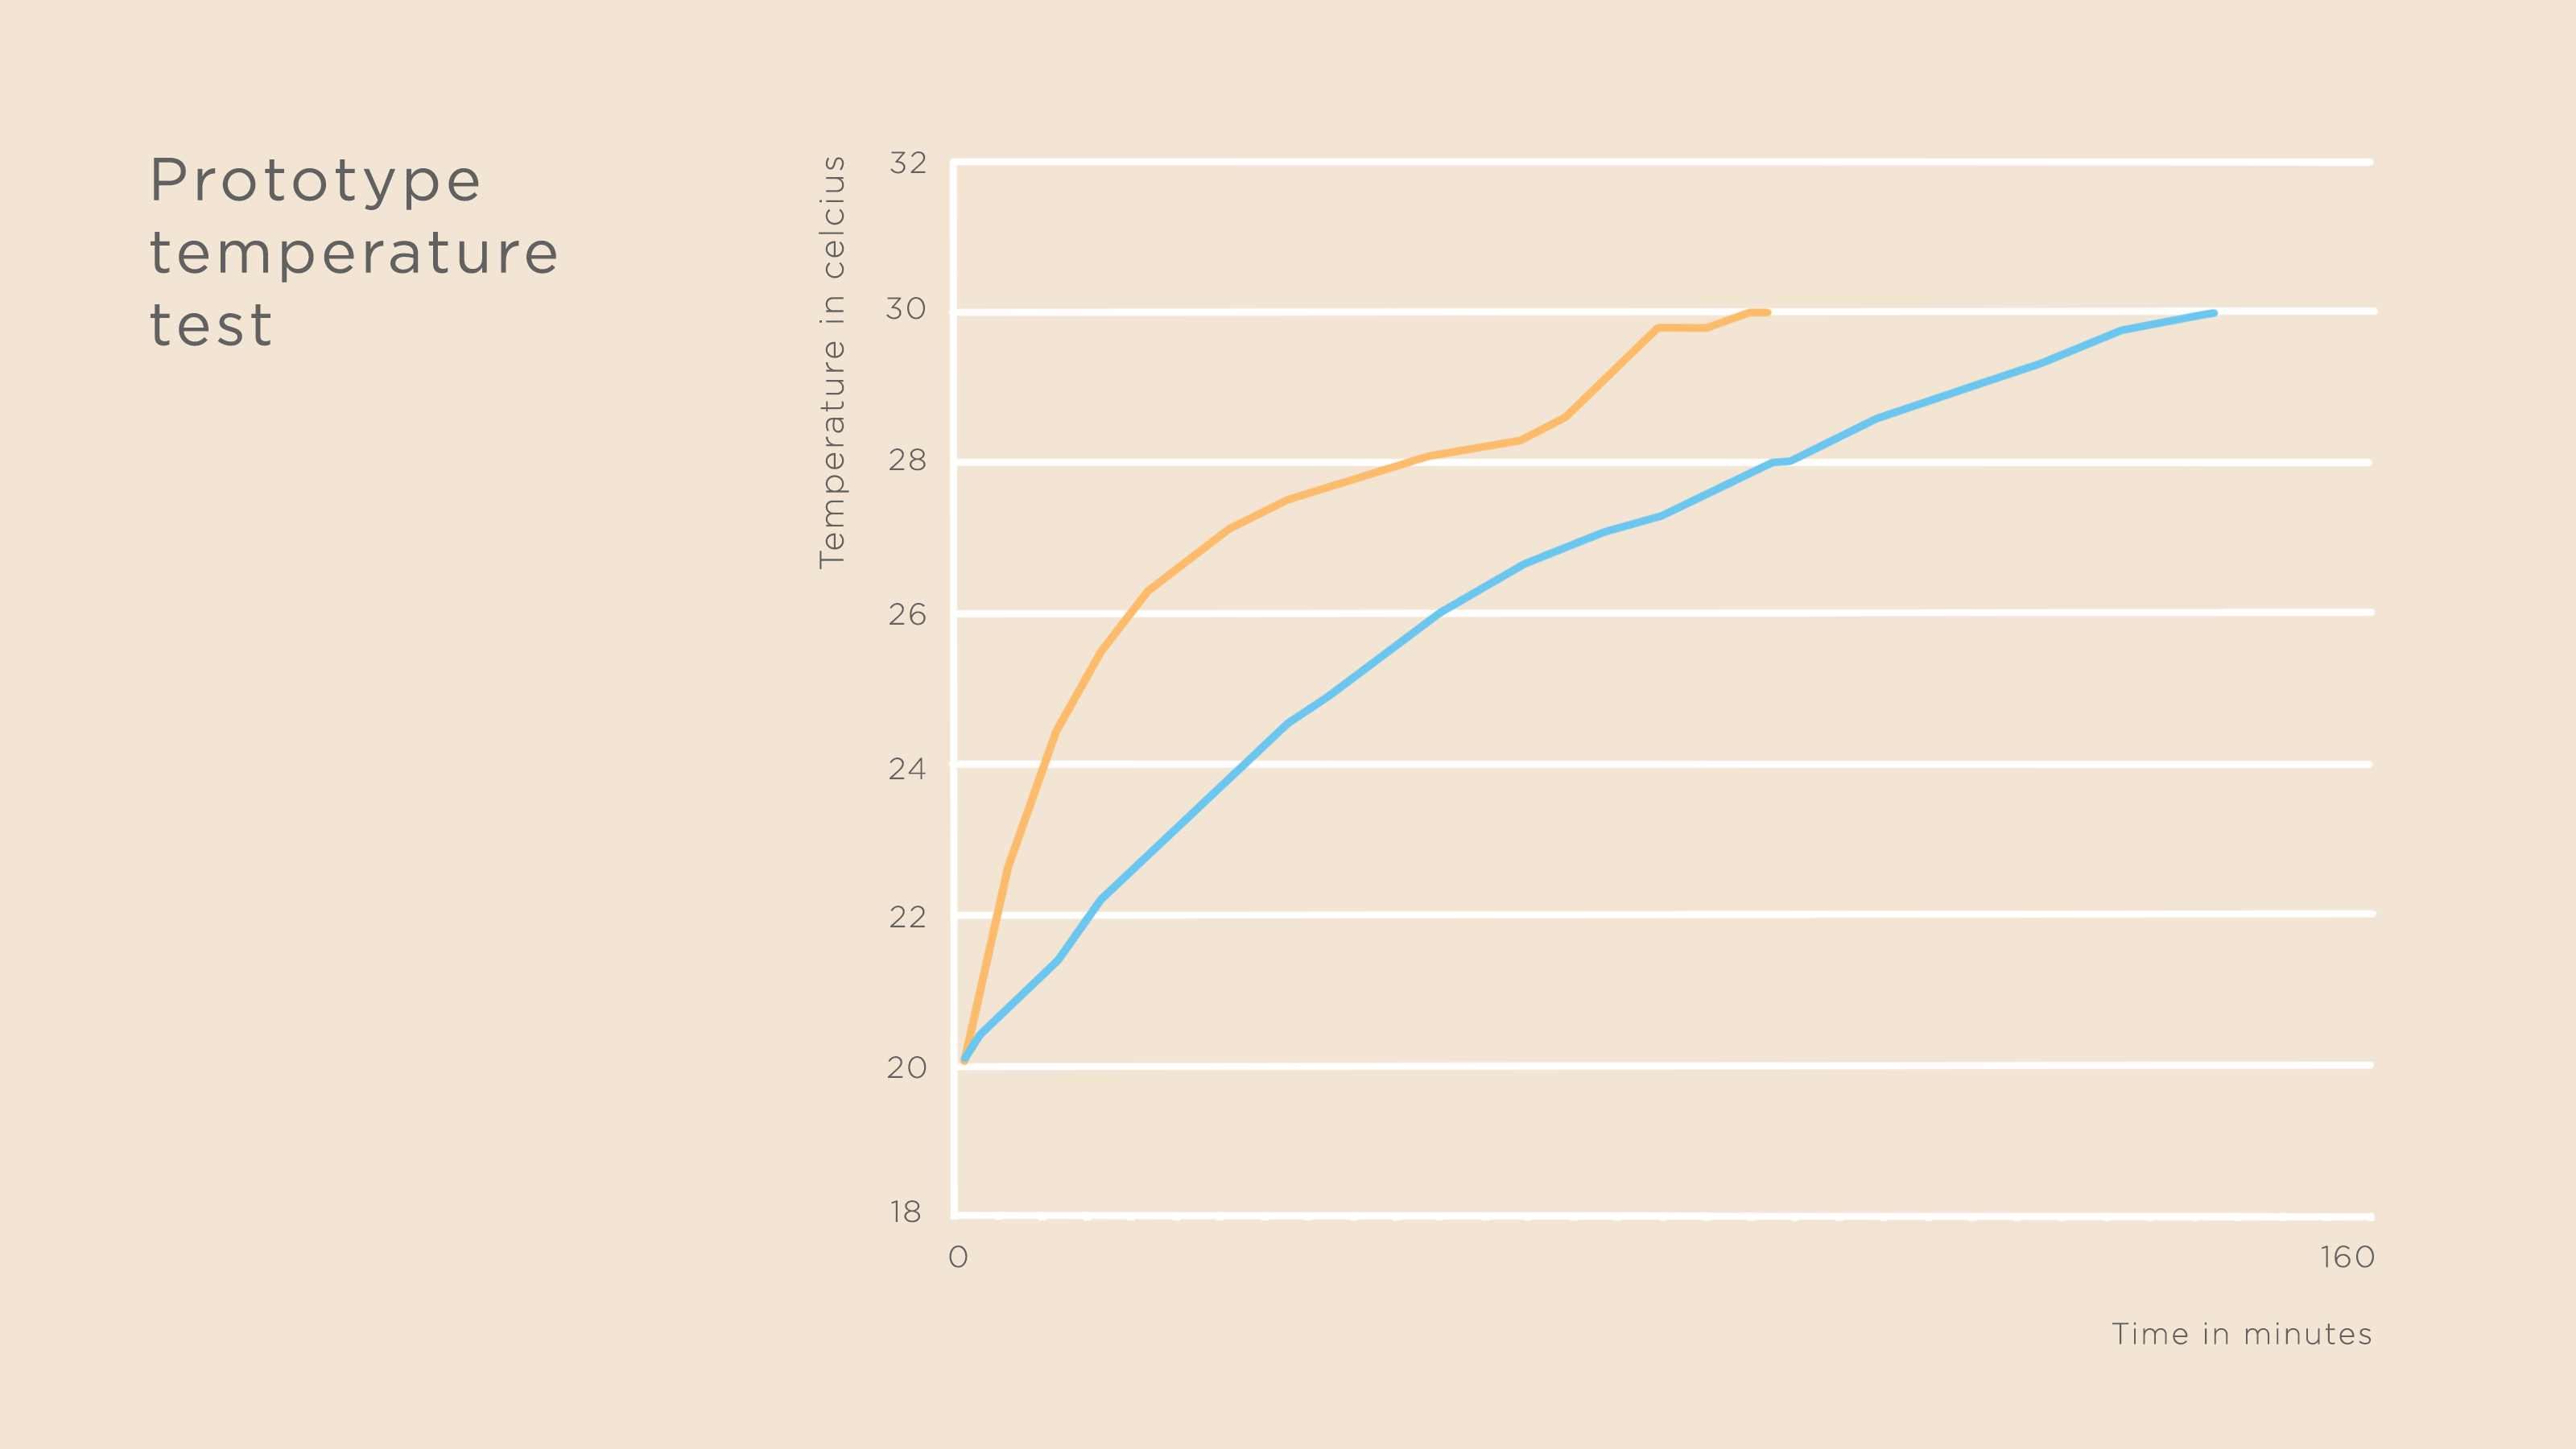 Prototype
temperature
test
Temperature in celcius
32
30
28
26
24
22
20
18
0
160
Time in minutes